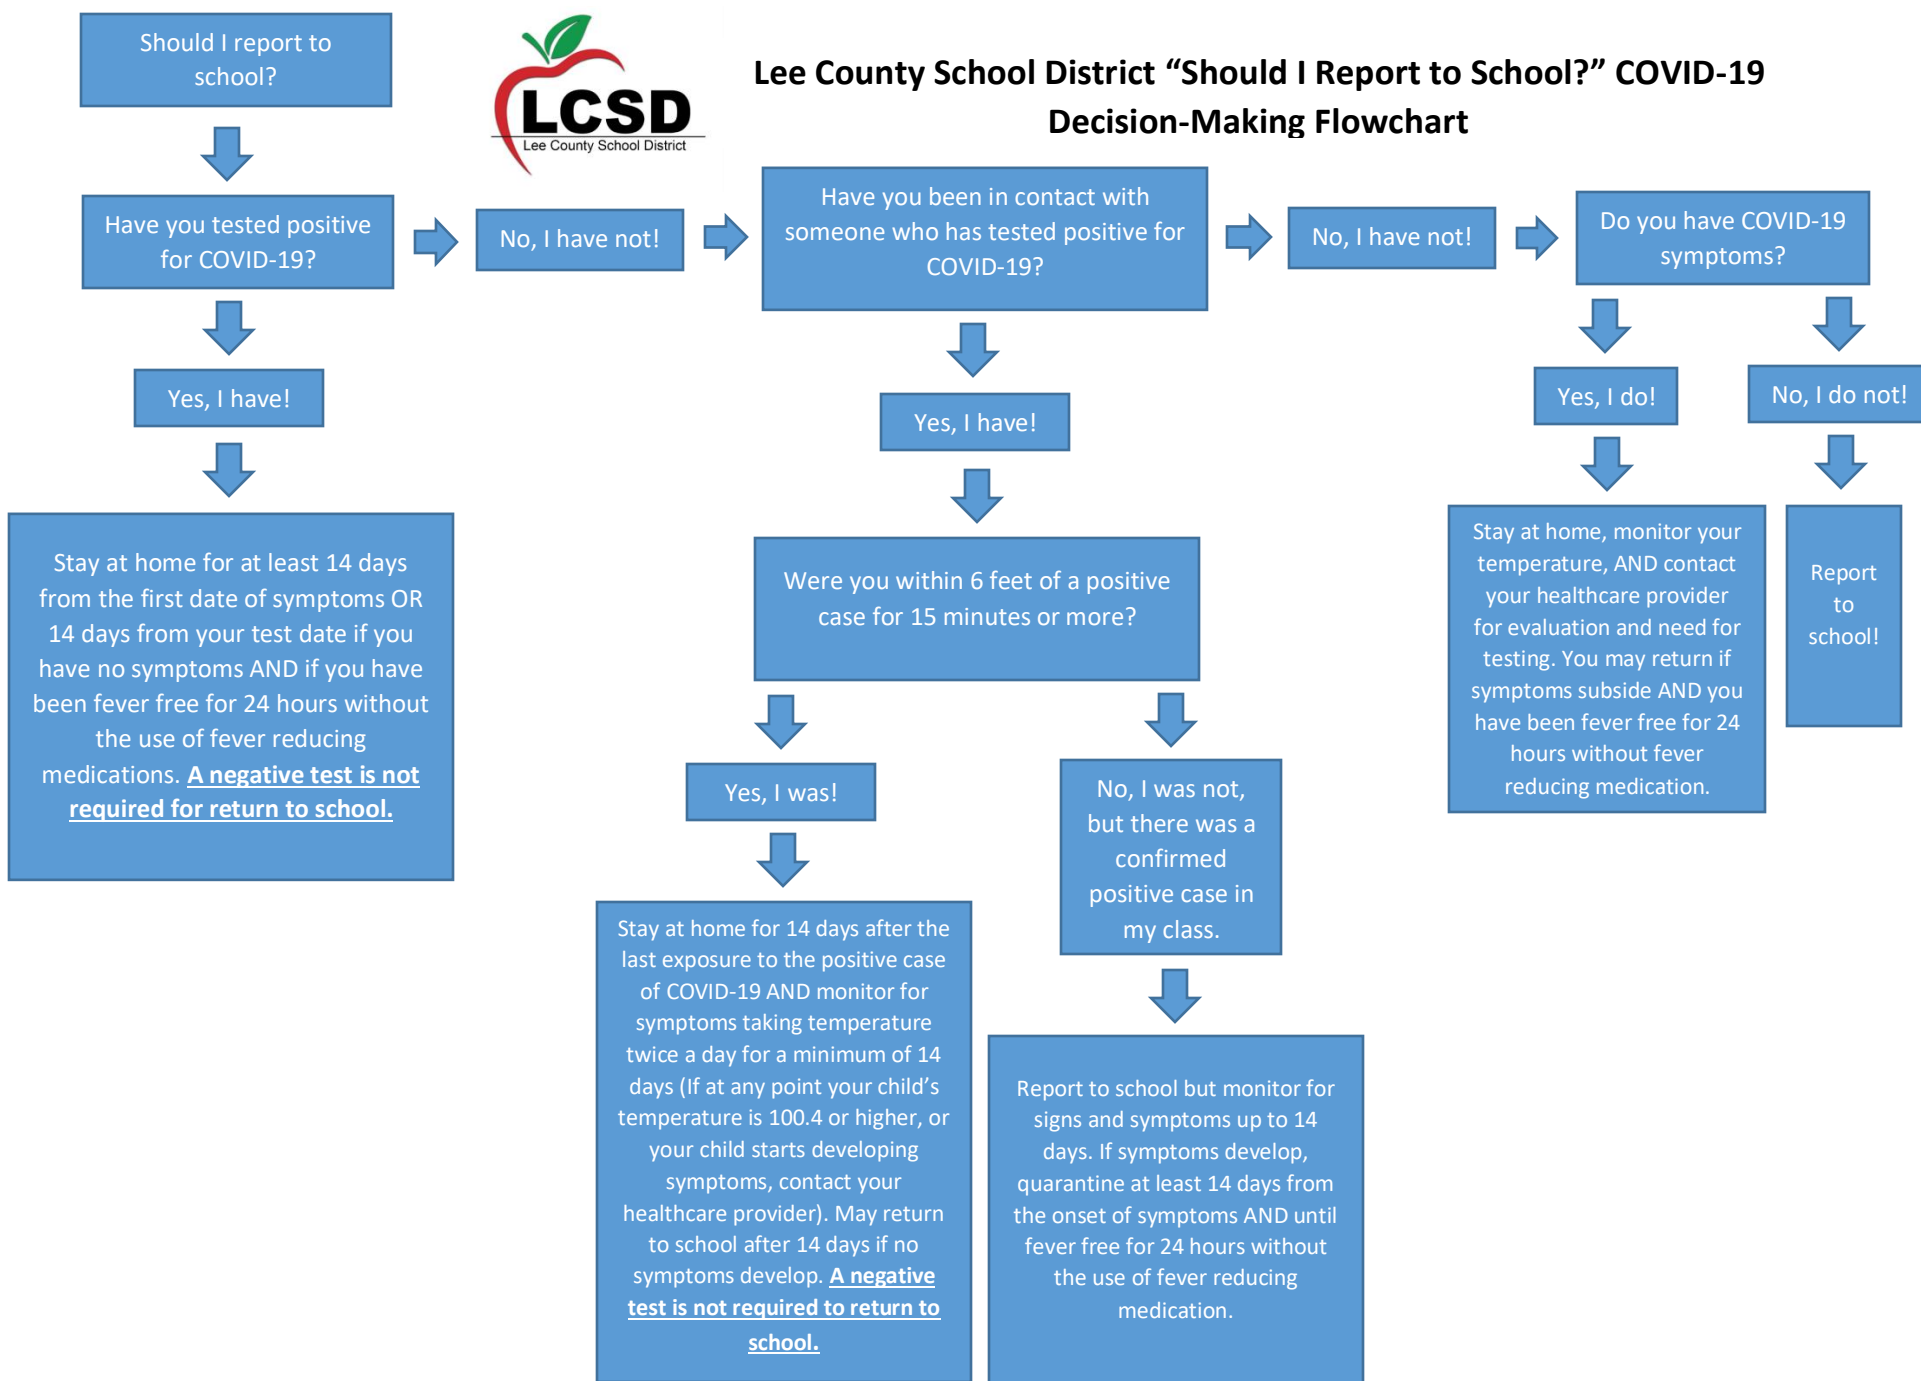 Should I report to
school?
LCSD
Lee County School District
Lee County School District “Should I Report to School?” COVID-19
Decision-Making Flowchart
Have you tested positive
for COVID-19?
No, I have not!
Have you been in contact with
someone who has tested positive for
COVID-19?
No, I have not!
Do you have COVID-19
symptoms?
Yes, I have!
Stay at home for at least 14 days
from the first date of symptoms OR
14 days from your test date if you
have no symptoms AND if you have
been fever free for 24 hours without
the use of fever reducing
medications. A negative test is not
required for return to school.
Yes, I have!
Were you within 6 feet of a positive
case for 15 minutes or more?
Yes, I was!
Stay at home for 14 days after the
last exposure to the positive case
of COVID-19 AND monitor for
symptoms taking temperature
twice a day for a minimum of 14
days (If at any point your child’s
temperature is 100.4 or higher, or
your child starts developing
symptoms, contact your
healthcare provider). May return
to school after 14 days if no
symptoms develop. A negative
test is not required to return to
school.
No, I was not,
but there was a
confirmed
positive case in
my class.
Report to school but monitor for
signs and symptoms up to 14
days. If symptoms develop,
quarantine at least 14 days from
the onset of symptoms AND until
fever free for 24 hours without
the use of fever reducing
medication.
Yes, I do!
Stay at home, monitor your
temperature, AND contact
your healthcare provider
for evaluation and need for
testing. You may return if
symptoms subside AND you
have been fever free for 24
hours without fever
reducing medication.
No, I do not!
Report
to
school!